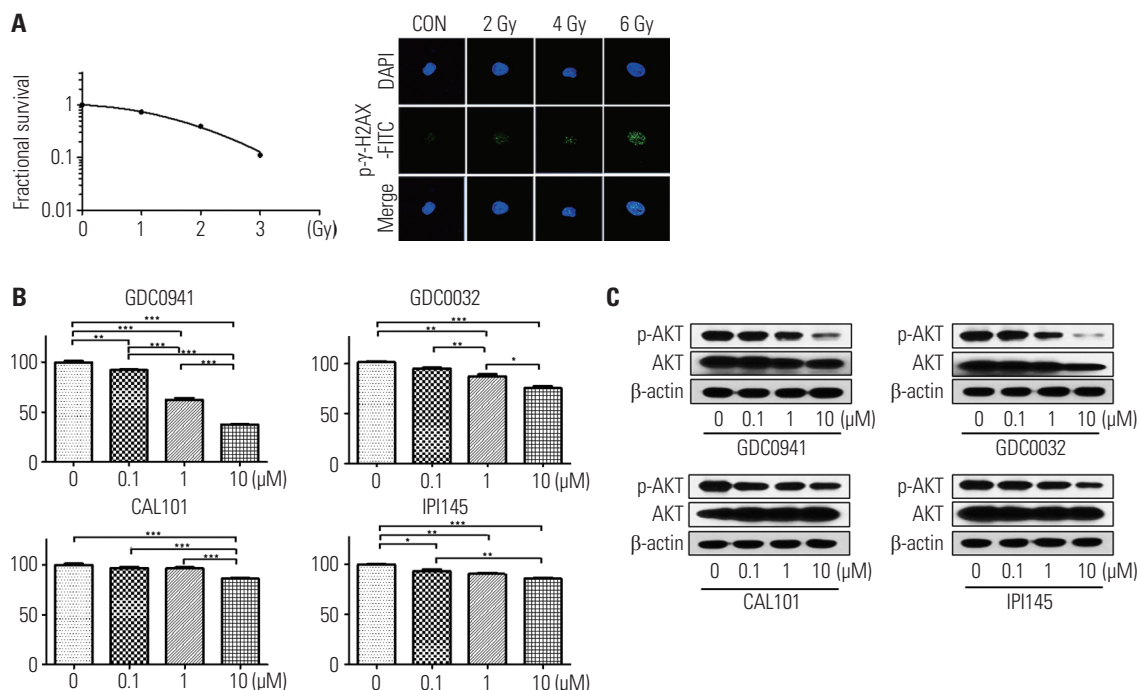 A
Fractional survival
1
0.1
0.01
0 1 2 3 (Gy)
CON 2 Gy 4 Gy 6 Gy
DAPI
p-γ-H2AX
-FITC
Merge
B
GDC0941
***
***
**
***
***
***
100
50
0
0 0.1 1 10 (μM)
GDC0032
***
**
**
*
100
50
0
0 0.1 1 10 (μM)
CAL101
***
***
***
100
50
0
0 0.1 1 10 (μM)
IPI145
***
**
*
**
100
50
0
0 0.1 1 10 (μM)
C
p-AKT
AKT
β-actin
0 0.1 1 10 (μM)
GDC0941
p-AKT
AKT
β-actin
0 0.1 1 10 (μM)
GDC0032
p-AKT
AKT
β-actin
0 0.1 1 10 (μM)
CAL101
p-AKT
AKT
β-actin
0 0.1 1 10 (μM)
IPI145